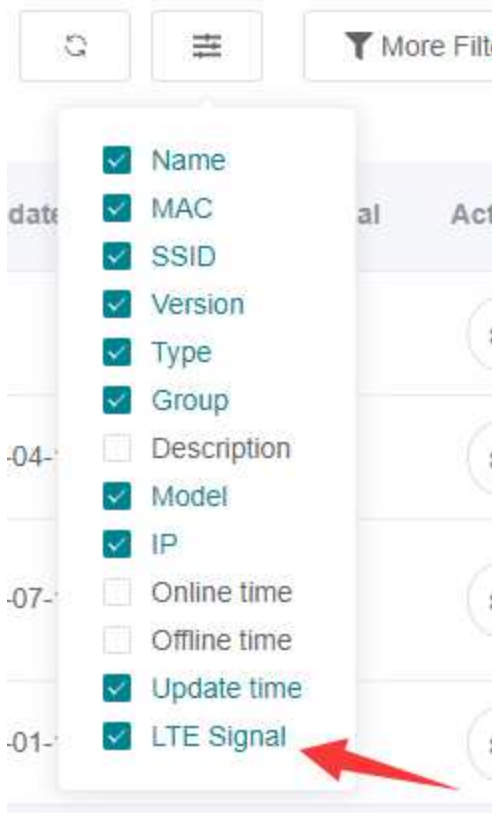 More Filt
date
al
Act
Name
MAC
SSID
Version
Type
Group
Description
Model
IP
Online time
Offline time
Update time
LTE Signal
-04-
-07-
-01-